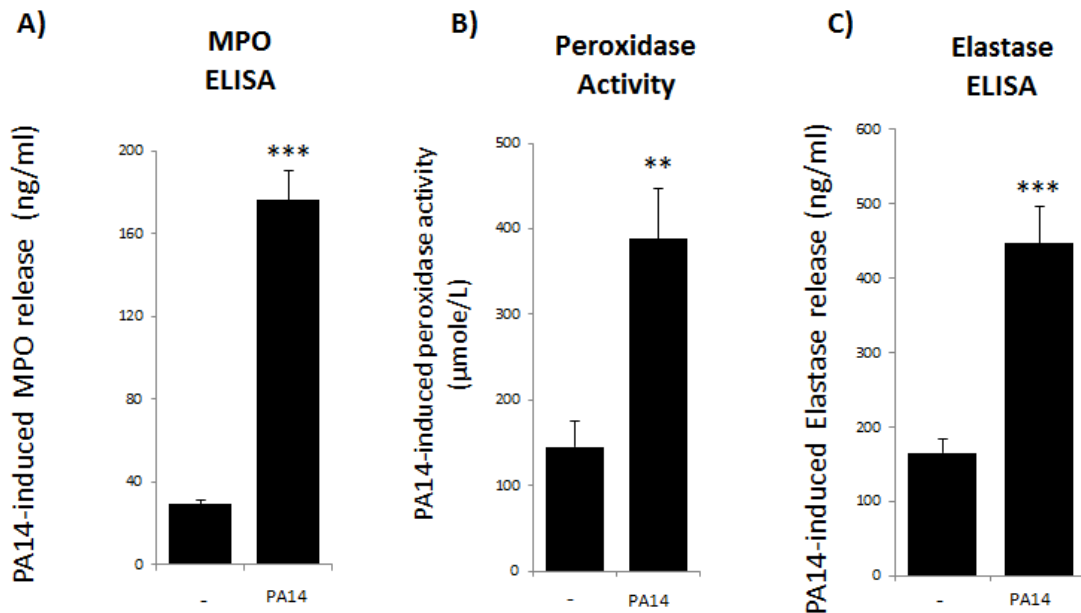 A)
MPO
ELISA
PA14-induced MPO release (ng/ml)
200
160
120
80
40
0
***
-
PA14
B)
Peroxidase
Activity
PA14-induced peroxidase activity
(µmole/L)
500
400
300
200
100
0
**
-
PA14
C)
Elastase
ELISA
PA14-induced Elastase release (ng/ml)
600
500
400
300
200
100
0
***
-
PA14